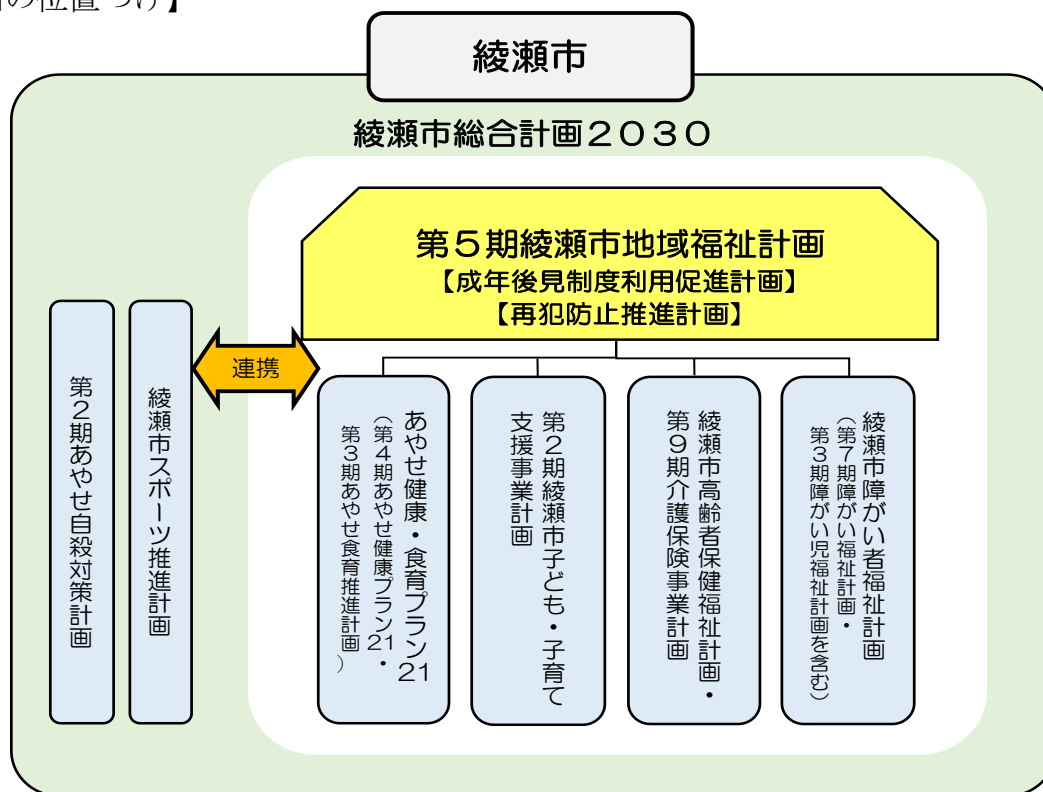 の位置づけ】
綾瀬市
綾瀬市総合計画2030
第5期綾瀬市地域福祉計画
【成年後見制度利用促進計画】
【再犯防止推進計画】
連携
第2期あやせ自殺対策計画
綾瀬市スポーツ推進計画
あやせ健康・食育プラン21
（第4期あやせ健康プラン21・
第3期あやせ食育推進計画）
第2期綾瀬市子ども・子育て
支援事業計画
綾瀬市高齢者保健福祉計画・
第9期介護保険事業計画
綾瀬市障がい者福祉計画
（第7期障がい福祉計画・
第3期障がい児福祉計画を含む）